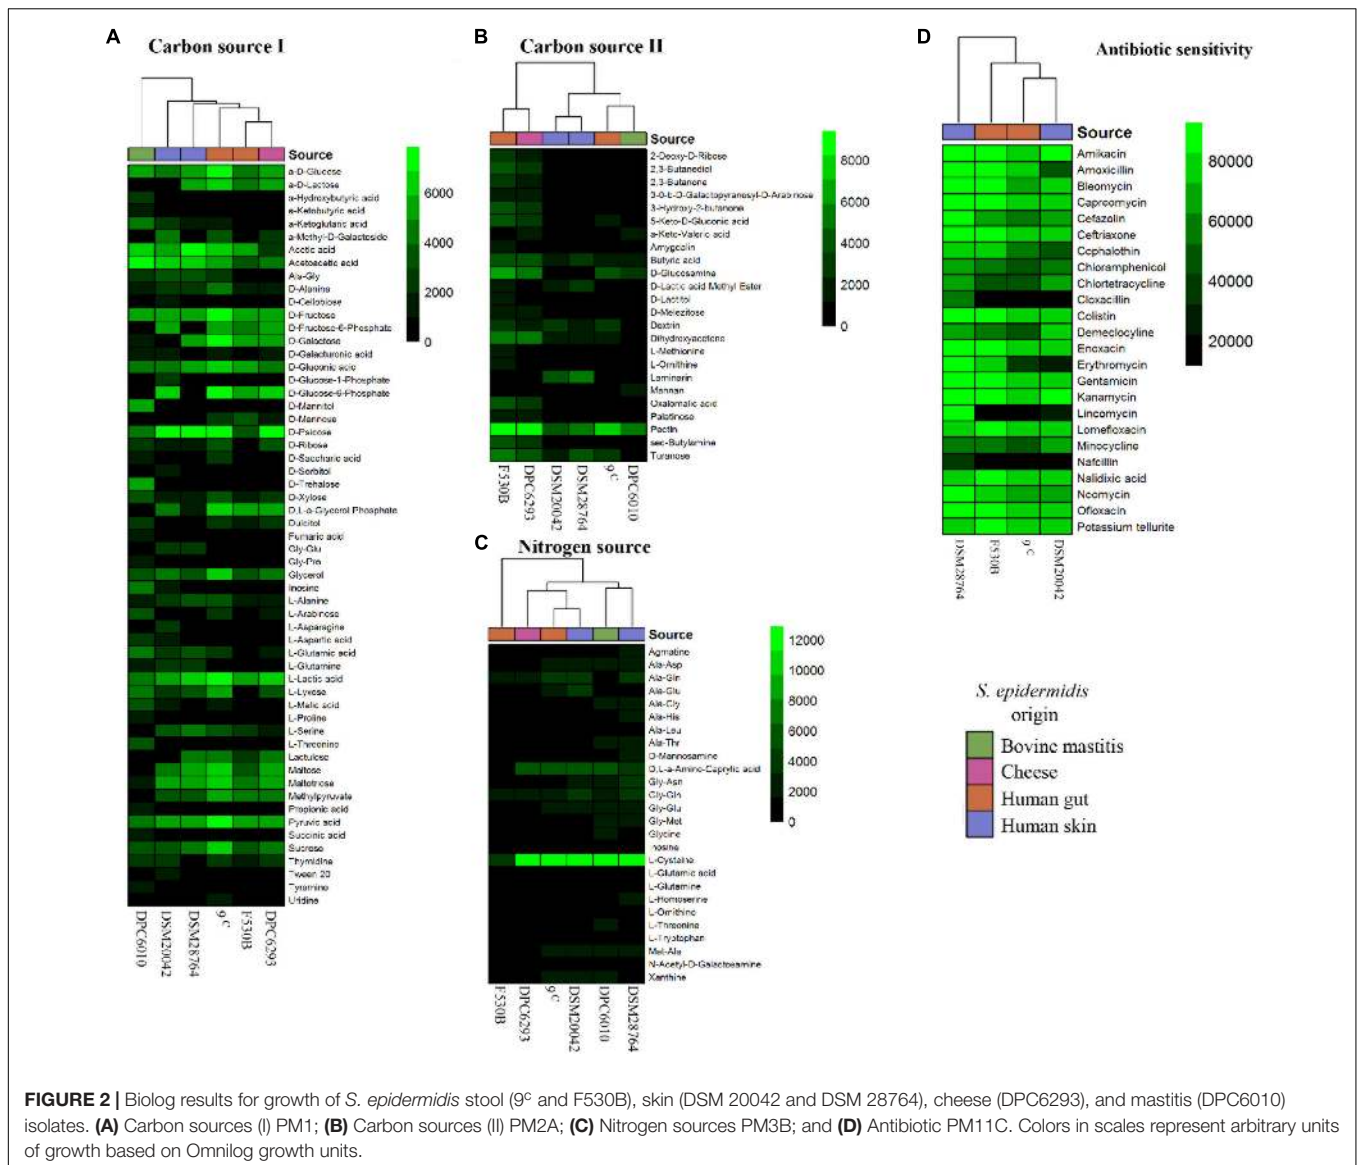 A
Carbon source I
Source
a-D-Glucose
a-D-Lactose
a-Hydroxybutyric acid
a-Ketobutyric acid
a-Ketoglutaric acid
a-Methyl-D-Galactoside
Acetic acid
Acetoacetic acid
Ala-Gly
D-Alanine
D-Cellobiose
D-Fructose
D-Fructose-6-Phosphate
D-Galactose
D-Galacturonic acid
D-Gluconic acid
D-Glucose-1-Phosphate
D-Glucose-6-Phosphate
D-Mannitol
D-Mannose
D-Psicose
D-Ribose
D-Saccharic acid
D-Sorbitol
D-Trehalose
D-Xylose
D,L-a-Glycerol Phosphate
Dulcitol
Fumaric acid
Gly-Glu
Gly-Pro
Glycerol
Inosine
L-Alanine
L-Arabinose
L-Asparagine
L-Aspartic acid
L-Glutamic acid
L-Glutamine
L-Lactic acid
L-Lyxose
L-Malic acid
L-Proline
L-Serine
L-Threonine
Lactulose
Maltose
Maltotriose
Methylpyruvate
Propionic acid
Pyruvic acid
Succinic acid
Sucrose
Thymidine
Tween 20
Tyramine
Uridine
DPC6010
DSM20042
DSM28764
9c
F530B
DPC6293
6000
4000
2000
0
B
Carbon source II
Source
2-Deoxy-D-Ribose
2,3-Butanediol
2,3-Butanone
3-0-b-D-Galactopyranosyl-D-Arabinose
3-Hydroxy-2-butanone
5-Keto-D-Gluconic acid
a-Keto-Valeric acid
Amygdalin
Butyric acid
D-Glucosamine
D-Lactic acid Methyl Ester
D-Lactitol
D-Melezitose
Dextrin
Dihydroxyacetone
L-Methionine
L-Ornithine
Laminarin
Mannan
Oxalomalic acid
Palatinose
Pectin
sec-Butylamine
Turanose
F530B
DPC6293
DSM20042
DSM28764
9c
DPC6010
8000
6000
4000
2000
0
C
Nitrogen source
Source
Agmatine
Ala-Asp
Ala-Gln
Ala-Glu
Ala-Gly
Ala-His
Ala-Leu
Ala-Thr
D-Mannosamine
D,L-a-Amino-Caprylic acid
Gly-Asn
Gly-Gln
Gly-Glu
Gly-Met
Glycine
Inosine
L-Cysteine
L-Glutamic acid
L-Glutamine
L-Homoserine
L-Ornithine
L-Threonine
L-Tryptophan
Met-Ala
N-Acetyl-D-Galactosamine
Xanthine
F530B
DPC6293
9c
DSM20042
DPC6010
DSM28764
12000
10000
8000
6000
4000
2000
0
D
Antibiotic sensitivity
Source
Amikacin
Amoxicillin
Bleomycin
Capreomycin
Cefazolin
Ceftriaxone
Cephalothin
Chloramphenicol
Chlortetracycline
Cloxacillin
Colistin
Demeclocyline
Enoxacin
Erythromycin
Gentamicin
Kanamycin
Lincomycin
Lomefloxacin
Minocycline
Nafcillin
Nalidixic acid
Neomycin
Ofloxacin
Potassium tellurite
DSM28764
F530B
9c
DSM20042
80000
60000
40000
20000
S. epidermidis
origin
Bovine mastitis
Cheese
Human gut
Human skin
FIGURE 2 | Biolog results for growth of S. epidermidis stool (9c and F530B), skin (DSM 20042 and DSM 28764), cheese (DPC6293), and mastitis (DPC6010)
isolates. (A) Carbon sources (I) PM1; (B) Carbon sources (II) PM2A; (C) Nitrogen sources PM3B; and (D) Antibiotic PM11C. Colors in scales represent arbitrary units
of growth based on Omnilog growth units.